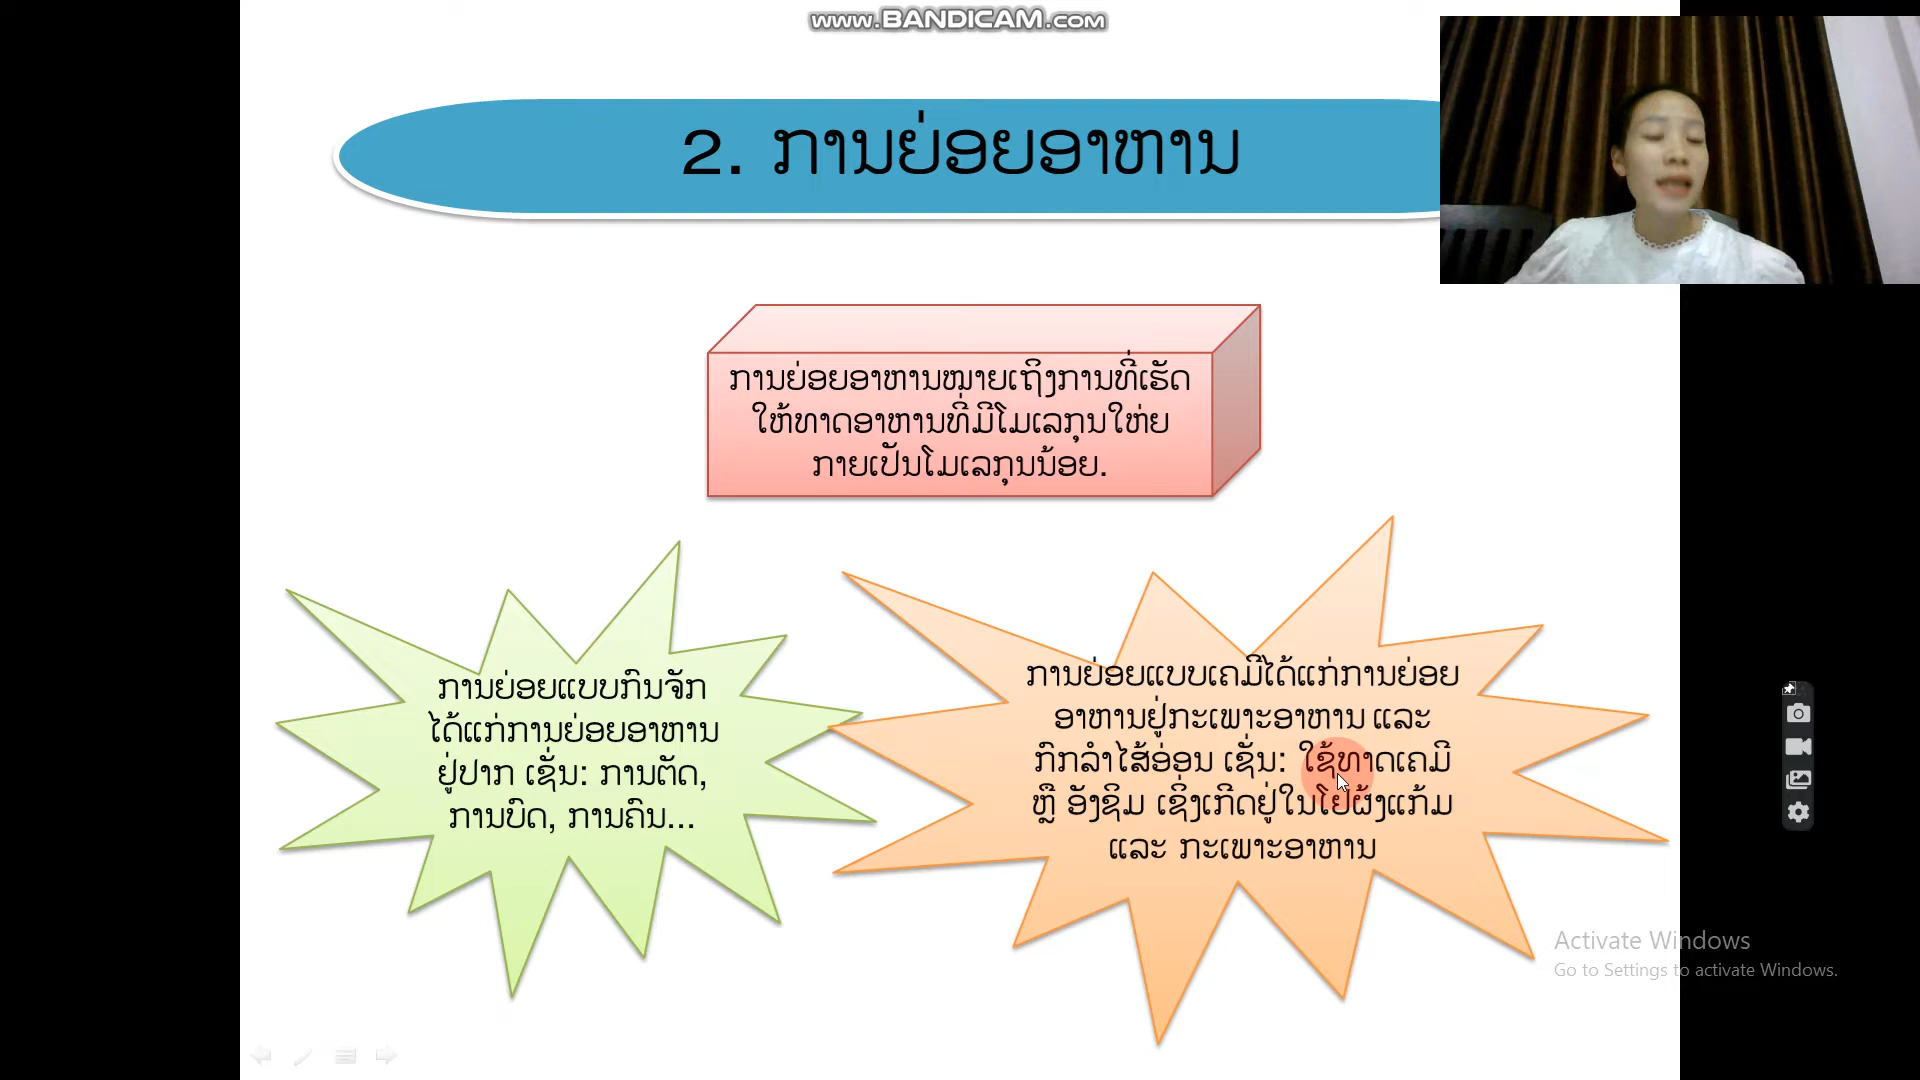 www.BANDICAM.com
2. ການຍ່ອຍອາຫານ
ການຍ່ອຍອາຫານໝາຍເຖິງການທີ່ເຮັດ
ໃຫ້ທາດອາຫານທີ່ມີໂມເລກຸນໃຫ່ຍ
ກາຍເປັນໂມເລກຸນນ້ອຍ.
ການຍ່ອຍແບບກົນຈັກ
ໄດ້ແກ່ການຍ່ອຍອາຫານ
ຢູ່ປາກ ເຊັ່ນ: ການຕັດ,
ການບົດ, ການຄົນ...
ການຍ່ອຍແບບເຄມີໄດ້ແກ່ການຍ່ອຍ
ອາຫານຢູ່ກະເພາະອາຫານ ແລະ
ກົກລຳໄສ້ອ່ອນ ເຊັ່ນ: ໃຊ້ທາດເຄມີ
ຫຼື ອັງຊິມ ເຊິ່ງເກີດຢູ່ໃນໂຢຜ້ງແກ້ມ
ແລະ ກະເພາະອາຫານ
Activate Windows
Go to Settings to activate Windows.